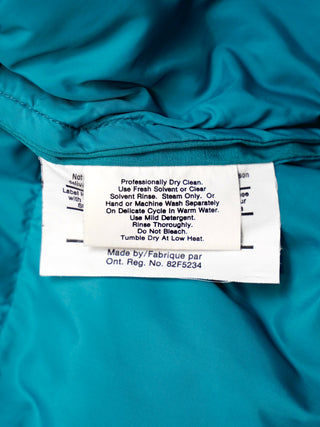 Professionally Dry Clean.
Use Fresh Solvent or Clear
Solvent Rinse. Steam Only. Or
Hand or Machine Wash Separately
On Delicate Cycle In Warm Water.
Use Mild Detergent.
Rinse Thoroughly.
Do Not Bleach.
Tumble Dry At Low Heat.
Made by/Fabrique par
Ont. Reg. No. 82F5234